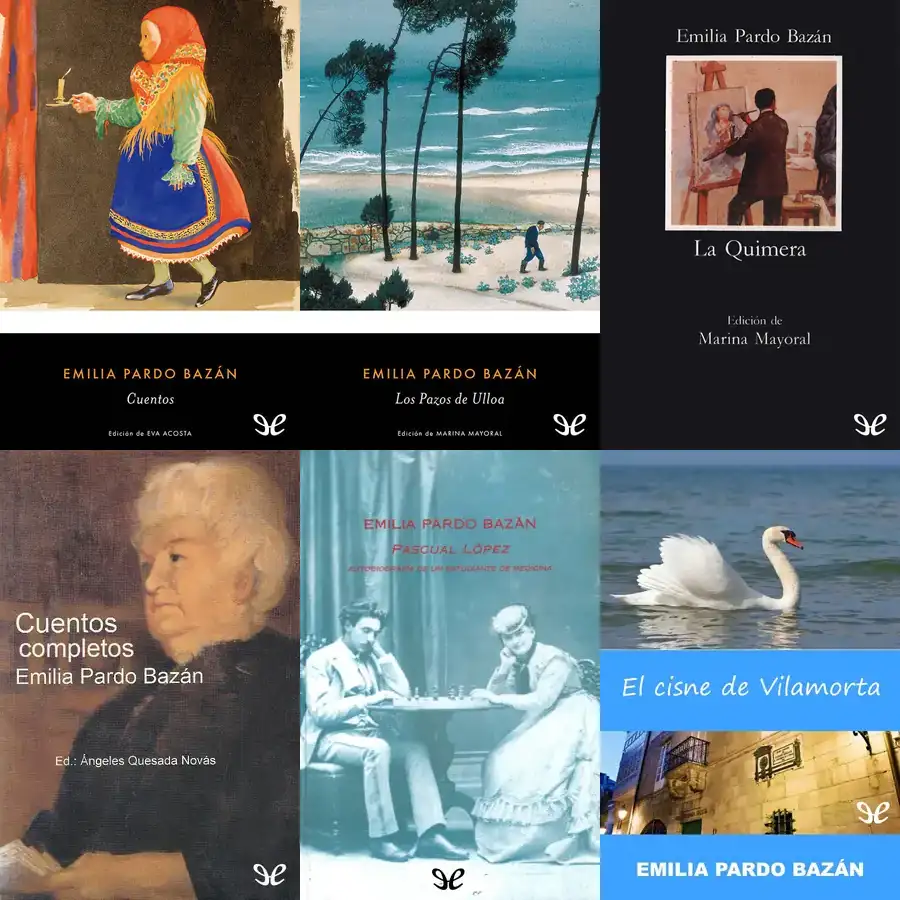 EMILIA PARDO BAZÁN
Cuentos
Edición de EVA ACOSTA
EMILIA PARDO BAZÁN
Los Pazos de Ulloa
Edición de MARINA MAYORAL
Emilia Pardo Bazán
La Quimera
Edición de
Marina Mayoral
Cuentos
completos
Emilia Pardo Bazán
Ed.: Ángeles Quesada Novás
EMILIA PARDO BAZÁN
PASCUAL LÓPEZ
AUTOBIOGRAFÍA DE UN ESTUDIANTE DE MEDICINA
El cisne de Vilamorta
EMILIA PARDO BAZÁN